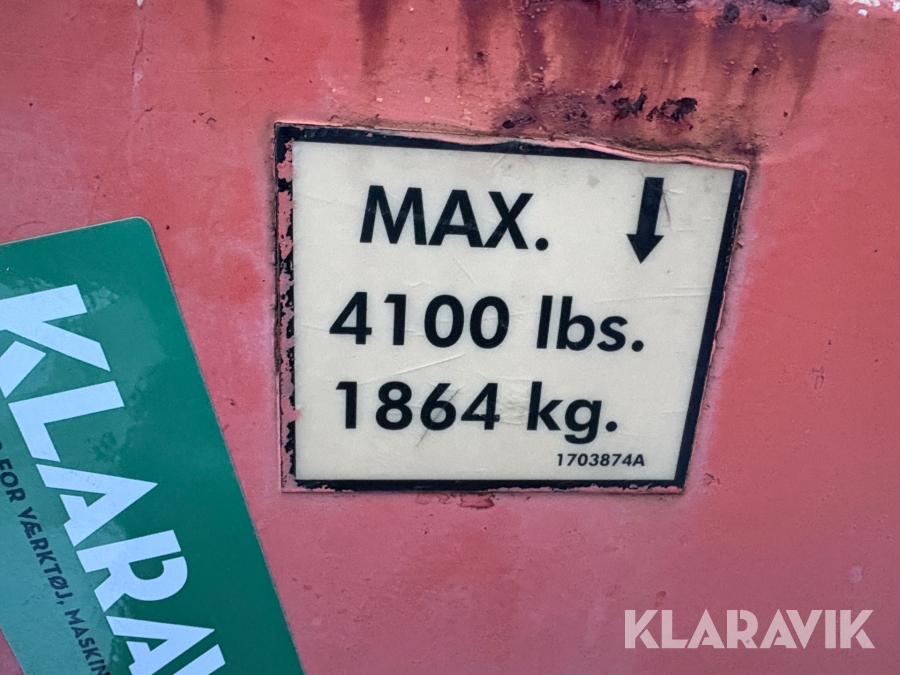 MAX.
4100 lbs.
1864 kg.
1703874A
KLARAV
FOR VÆRKTØJ, MASKIN
KLARAVIK